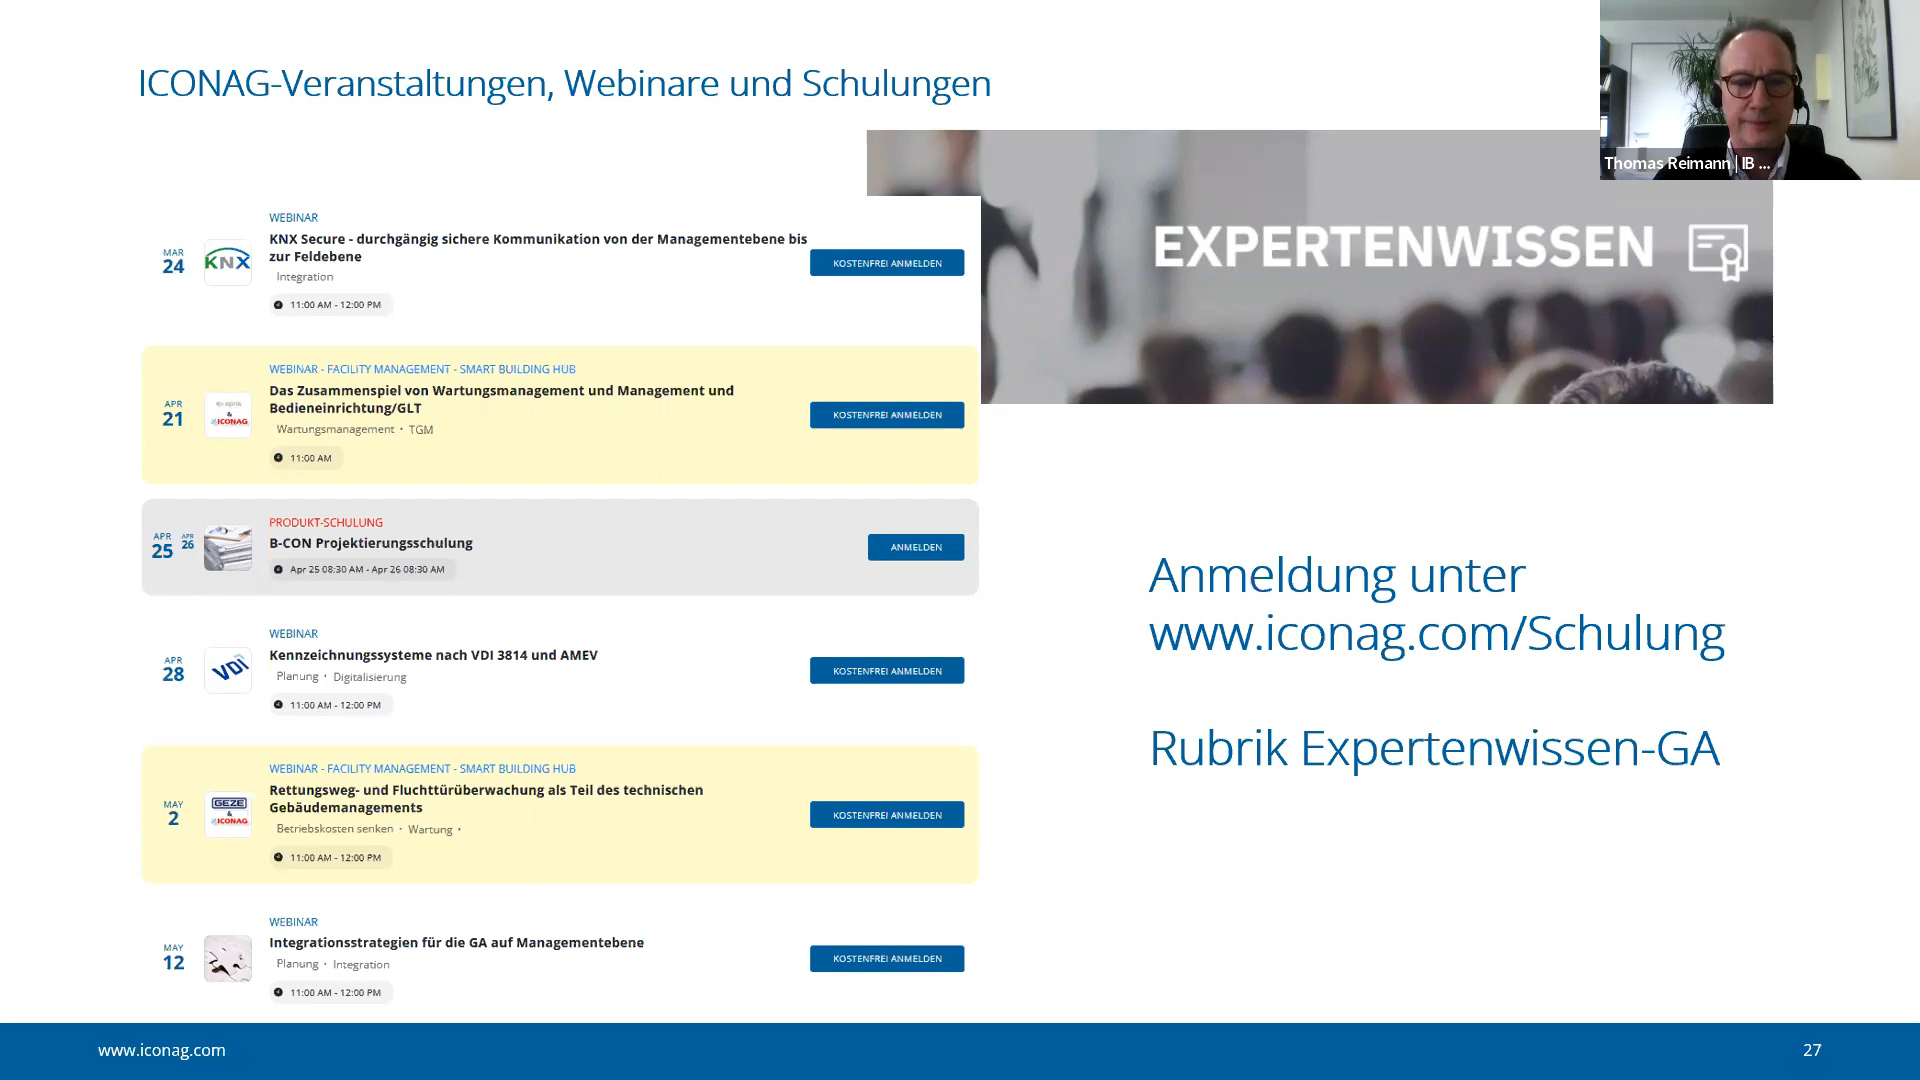 ICONAG-Veranstaltungen, Webinare und Schulungen
Thomas Reimann | IB ...
EXPERTENWISSEN
WEBINAR
MAR
24
KNX
KNX Secure - durchgängig sichere Kommunikation von der Managementebene bis
zur Feldebene
Integration
11:00 AM - 12:00 PM
KOSTENFREI ANMELDEN
WEBINAR - FACILITY MANAGEMENT - SMART BUILDING HUB
APR
21
&
ICONAG
Das Zusammenspiel von Wartungsmanagement und Management und
Bedieneinrichtung/GLT
Wartungsmanagement • TGM
11:00 AM
KOSTENFREI ANMELDEN
PRODUKT-SCHULUNG
APR
25
APR
26
B-CON Projektierungsschulung
Apr 25 08:30 AM - Apr 26 08:30 AM
ANMELDEN
WEBINAR
APR
28
VDI
Kennzeichnungssysteme nach VDI 3814 und AMEV
Planung • Digitalisierung
11:00 AM - 12:00 PM
KOSTENFREI ANMELDEN
WEBINAR - FACILITY MANAGEMENT - SMART BUILDING HUB
MAY
2
GEZE
&
ICONAG
Rettungsweg- und Fluchttürüberwachung als Teil des technischen
Gebäudemanagements
Betriebskosten senken • Wartung •
11:00 AM - 12:00 PM
KOSTENFREI ANMELDEN
WEBINAR
MAY
12
Integrationsstrategien für die GA auf Managementebene
Planung • Integration
11:00 AM - 12:00 PM
KOSTENFREI ANMELDEN
Anmeldung unter
www.iconag.com/Schulung
Rubrik Expertenwissen-GA
www.iconag.com
27